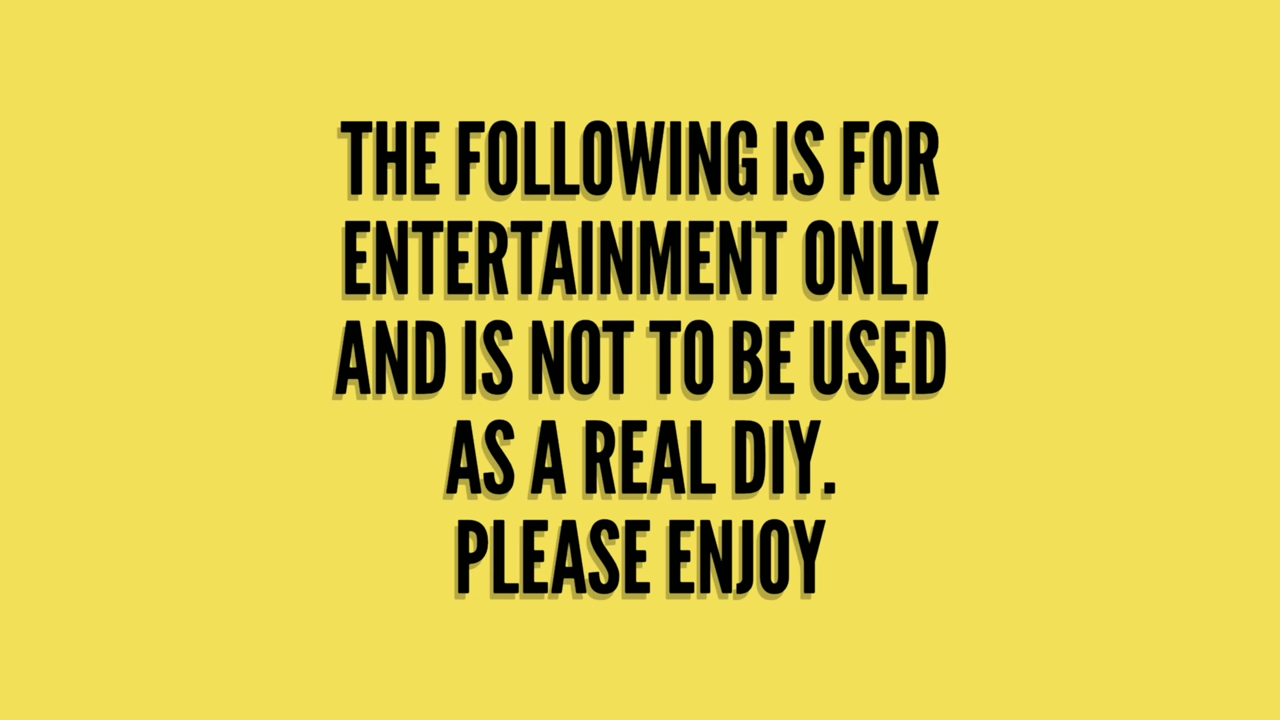 THE FOLLOWING IS FOR
ENTERTAINMENT ONLY
AND IS NOT TO BE USED
AS A REAL DIY.
PLEASE ENJOY